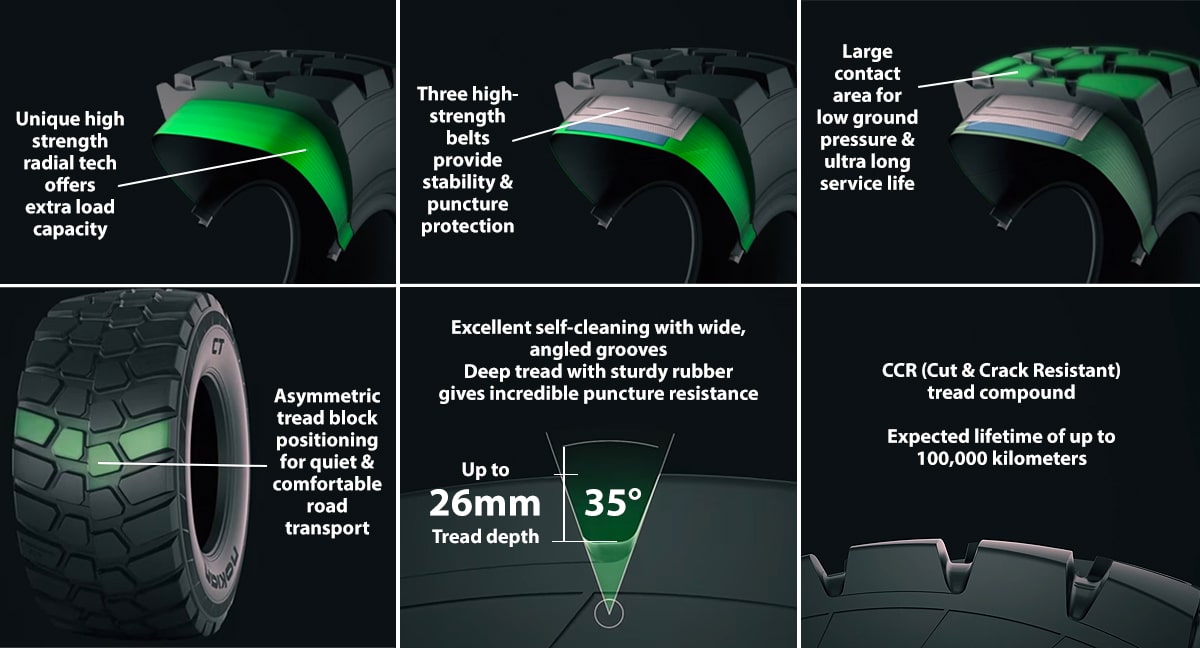 Unique high
strength
radial tech
offers
extra load
capacity
Three high-
strength
belts
provide
stability &
puncture
protection
Large
contact
area for
low ground
pressure &
ultra long
service life
CT
nokian
Asymmetric
tread block
positioning
for quiet &
comfortable
road
transport
Excellent self-cleaning with wide,
angled grooves
Deep tread with sturdy rubber
gives incredible puncture resistance
Up to
26mm
Tread depth
35°
CCR (Cut & Crack Resistant)
tread compound
Expected lifetime of up to
100,000 kilometers